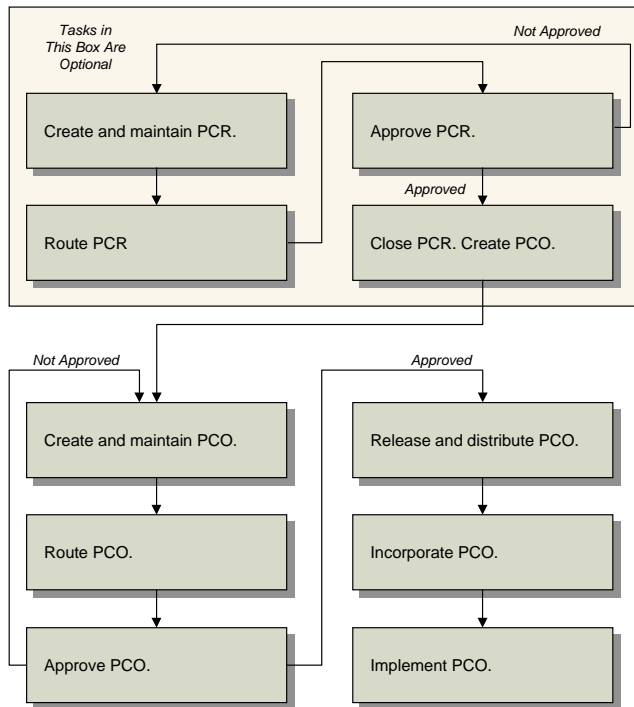 Tasks in
This Box Are
Optional
Not Approved
Create and maintain PCR.
Approve PCR.
Approved
Route PCR
Close PCR. Create PCO.
Not Approved
Approved
Create and maintain PCO.
Release and distribute PCO.
Route PCO.
Incorporate PCO.
Approve PCO.
Implement PCO.